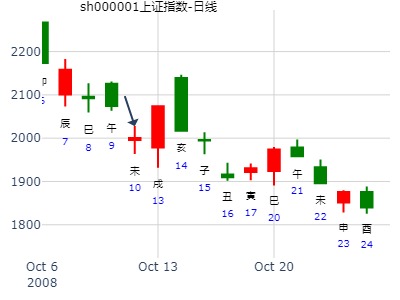 sh000001上证指数-日线
2200
2100
2000
1900
1800
辰
7
巳
8
午
9
未
10
戌
13
亥
14
子
15
丑
16
寅
17
巳
20
午
21
未
22
申
23
酉
24
Oct 6
2008
Oct 13
Oct 20